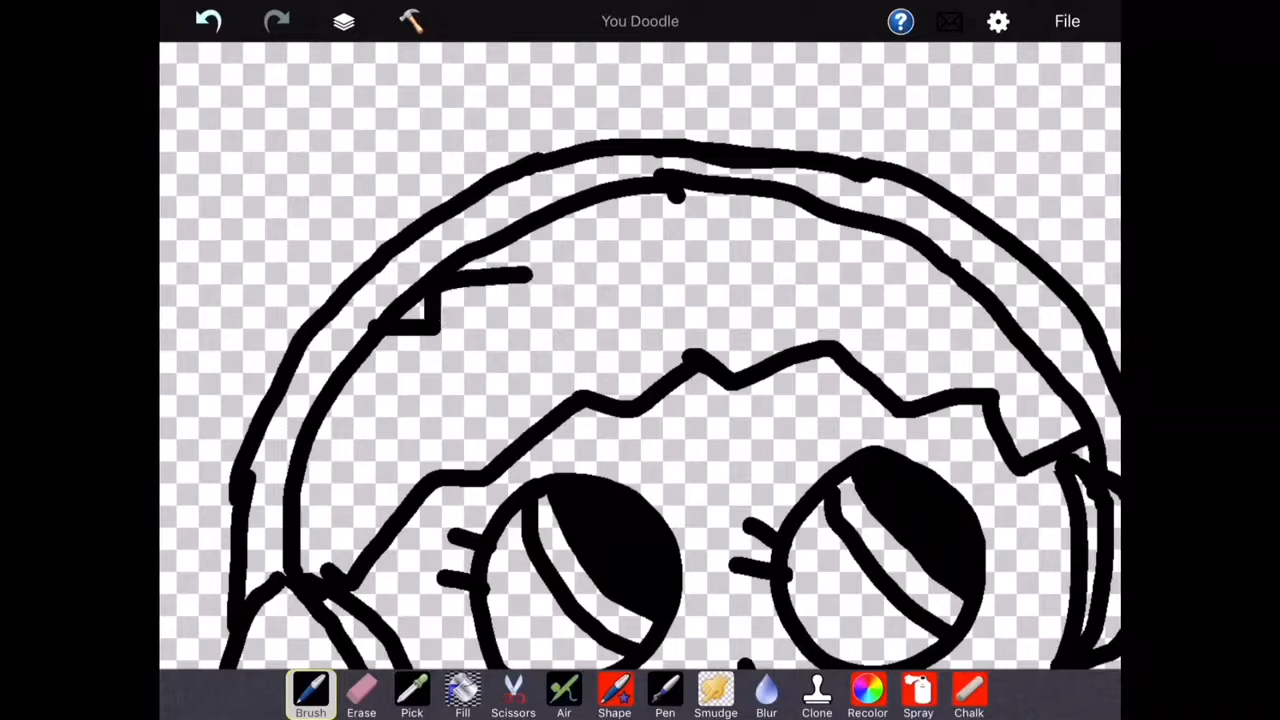 You Doodle
File
Brush Erase Pick Fill Scissors Air Shape Pen Smudge Blur Clone Recolor Spray Chalk